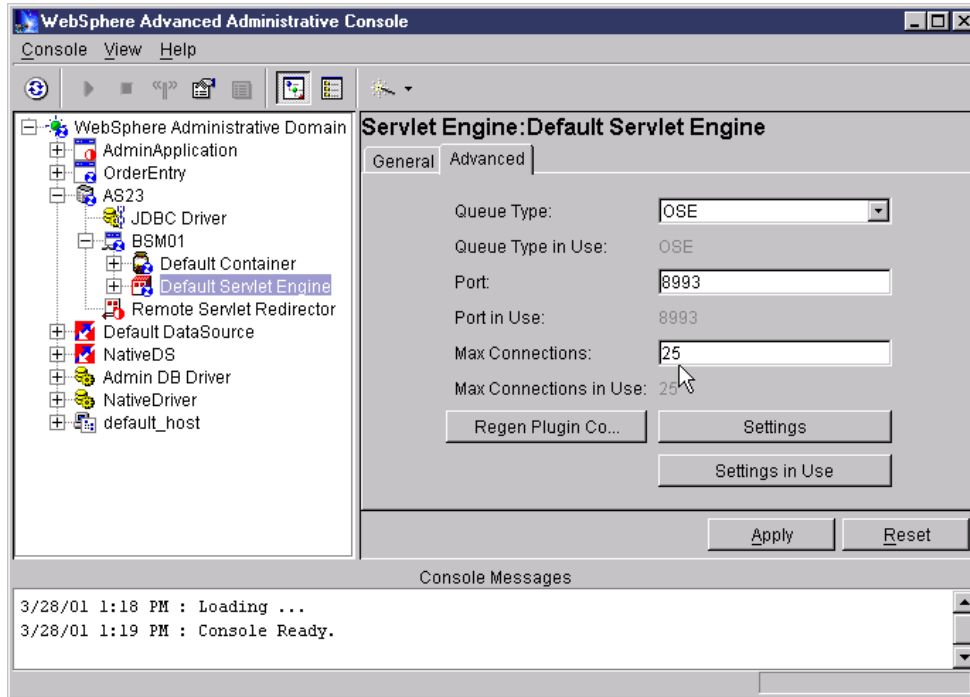 WebSphere Advanced Administrative Console
Console View Help
WebSphere Administrative Domain
AdminApplication
OrderEntry
AS23
JDBC Driver
BSM01
Default Container
Default Servlet Engine
Remote Servlet Redirector
Default DataSource
NativeDS
Admin DB Driver
NativeDriver
default_host
Servlet Engine:Default Servlet Engine
General Advanced
Queue Type: OSE
Queue Type in Use: OSE
Port: 8993
Port in Use: 8993
Max Connections: 25
Max Connections in Use: 25
Regen Plugin Co... Settings
Settings in Use
Apply Reset
Console Messages
3/28/01 1:18 PM : Loading ...
3/28/01 1:19 PM : Console Ready.